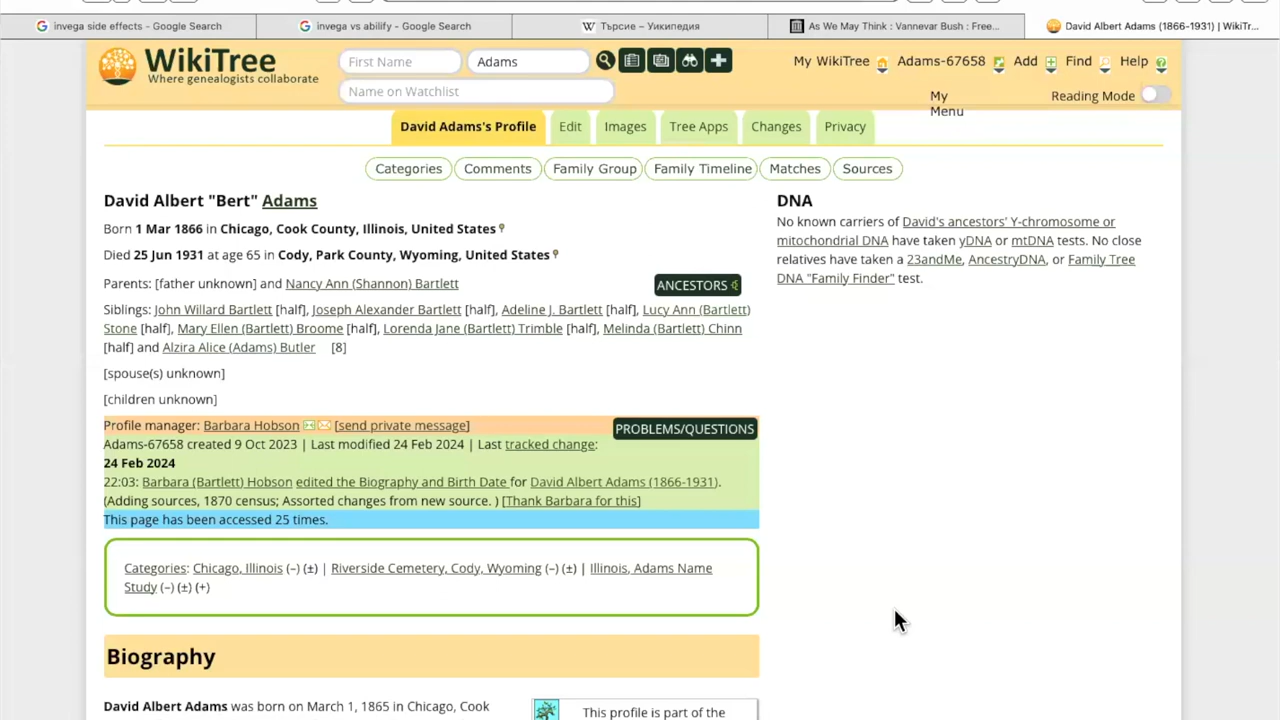 invega side effects - Google Search
invega vs abilify - Google Search
Търсие – Уикипедия
As We May Think : Vannevar Bush : Free...
David Albert Adams (1866-1931) | WikiTr...
WikiTree
Where genealogists collaborate
First Name
Adams
Name on Watchlist
My WikiTree
Adams-67658
Add
Find
Help
My
Menu
Reading Mode
David Adams's Profile
Edit
Images
Tree Apps
Changes
Privacy
Categories
Comments
Family Group
Family Timeline
Matches
Sources
David Albert "Bert" Adams
Born 1 Mar 1866 in Chicago, Cook County, Illinois, United States
Died 25 Jun 1931 at age 65 in Cody, Park County, Wyoming, United States
ANCESTORS
Parents: [father unknown] and Nancy Ann (Shannon) Bartlett
Siblings: John Willard Bartlett [half], Joseph Alexander Bartlett [half], Adeline J. Bartlett [half], Lucy Ann (Bartlett)
Stone [half], Mary Ellen (Bartlett) Broome [half], Lorenda Jane (Bartlett) Trimble [half], Melinda (Bartlett) Chinn
[half] and Alzira Alice (Adams) Butler [8]
[spouse(s) unknown]
[children unknown]
Profile manager: Barbara Hobson [send private message]
PROBLEMS/QUESTIONS
Adams-67658 created 9 Oct 2023 | Last modified 24 Feb 2024 | Last tracked change:
24 Feb 2024
22:03: Barbara (Bartlett) Hobson edited the Biography and Birth Date for David Albert Adams (1866-1931).
(Adding sources, 1870 census; Assorted changes from new source. ) [Thank Barbara for this]
This page has been accessed 25 times.
Categories: Chicago, Illinois (−) (±) | Riverside Cemetery, Cody, Wyoming (−) (±) | Illinois, Adams Name
Study (−) (±) (+)
Biography
David Albert Adams was born on March 1, 1865 in Chicago, Cook
This profile is part of the
DNA
No known carriers of David's ancestors' Y-chromosome or
mitochondrial DNA have taken yDNA or mtDNA tests. No close
relatives have taken a 23andMe, AncestryDNA, or Family Tree
DNA "Family Finder" test.